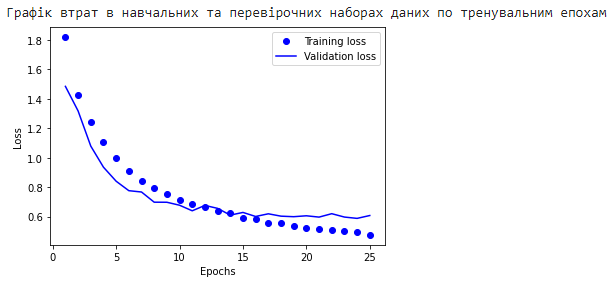 Графік втрат в навчальних та перевірочних наборах даних по тренувальним епохам
Training loss
Validation loss
1.8
1.6
1.4
1.2
1.0
0.8
0.6
Loss
0
5
10
15
20
25
Epochs